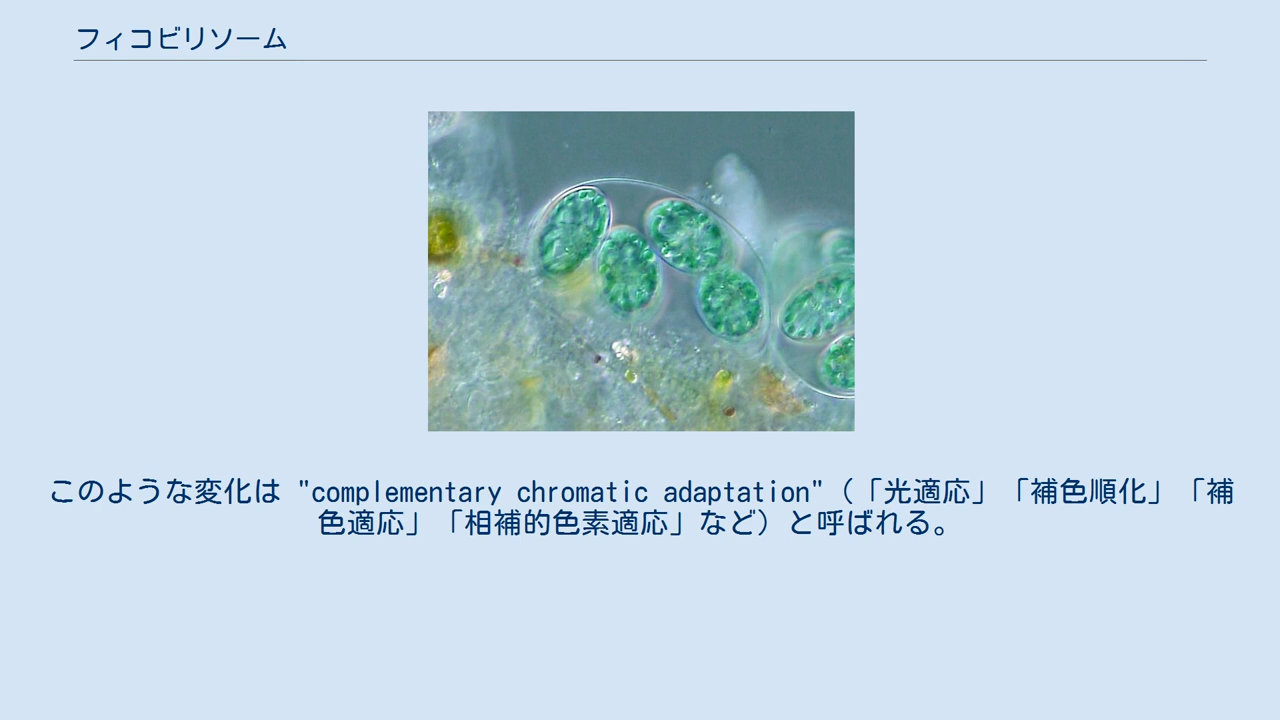 フィコビリソーム
このような変化は "complementary chromatic adaptation"（「光適応」「補色順化」「補
色適応」「相補的色素適応」など）と呼ばれる。